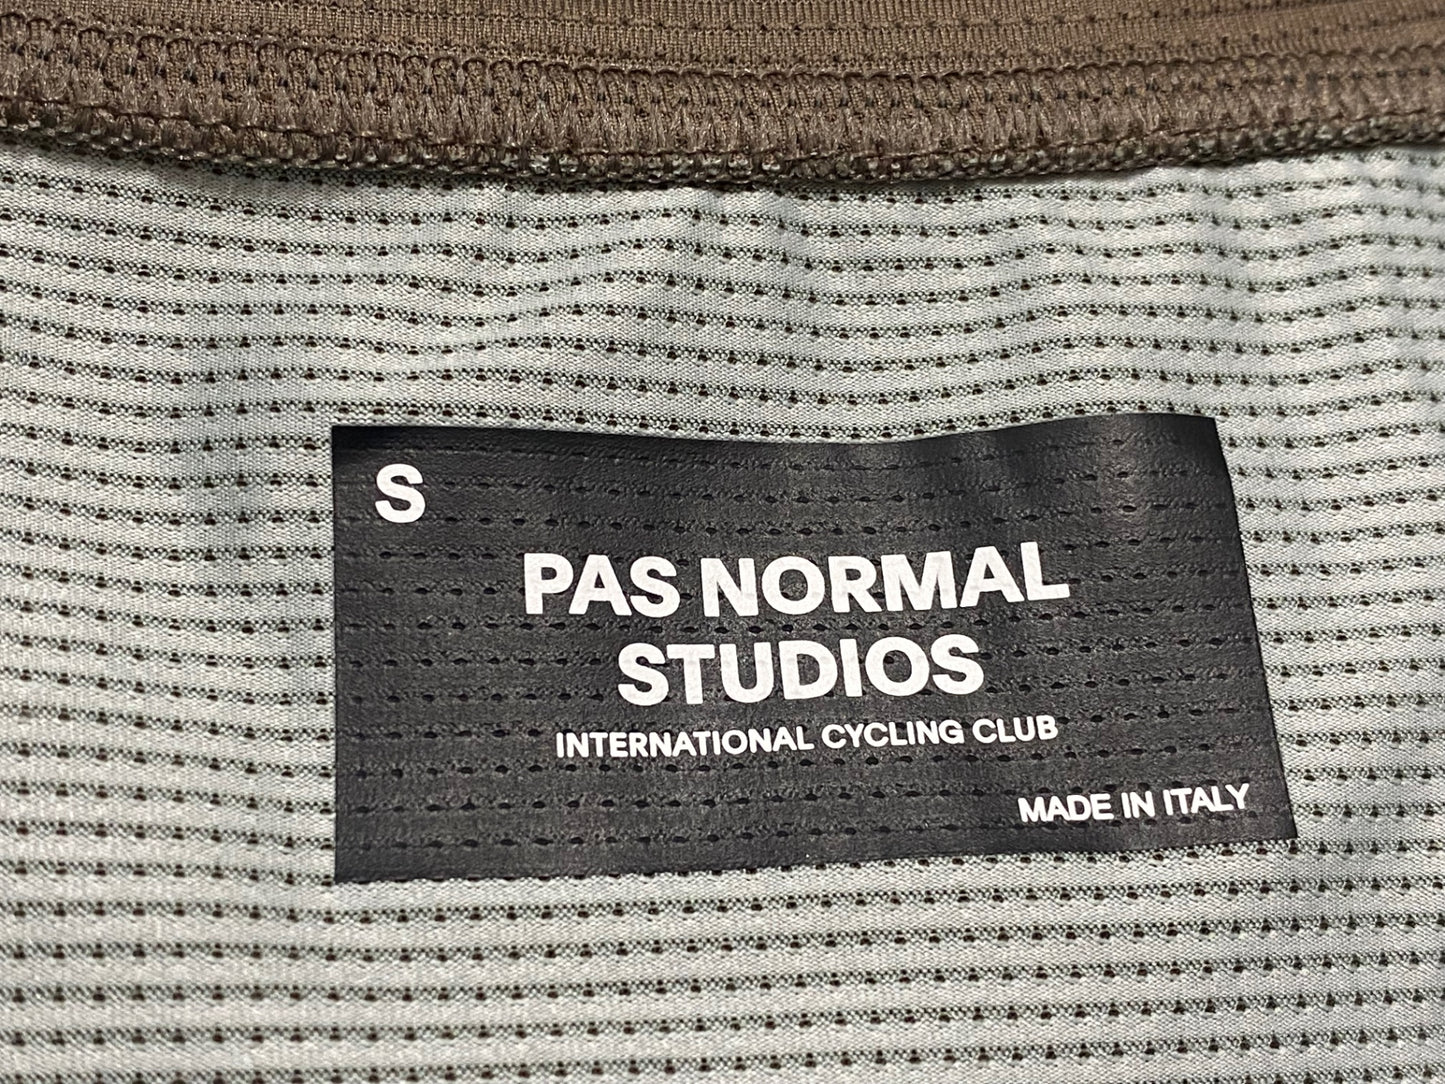 S
PAS NORMAL
STUDIOS
INTERNATIONAL CYCLING CLUB
MADE IN ITALY